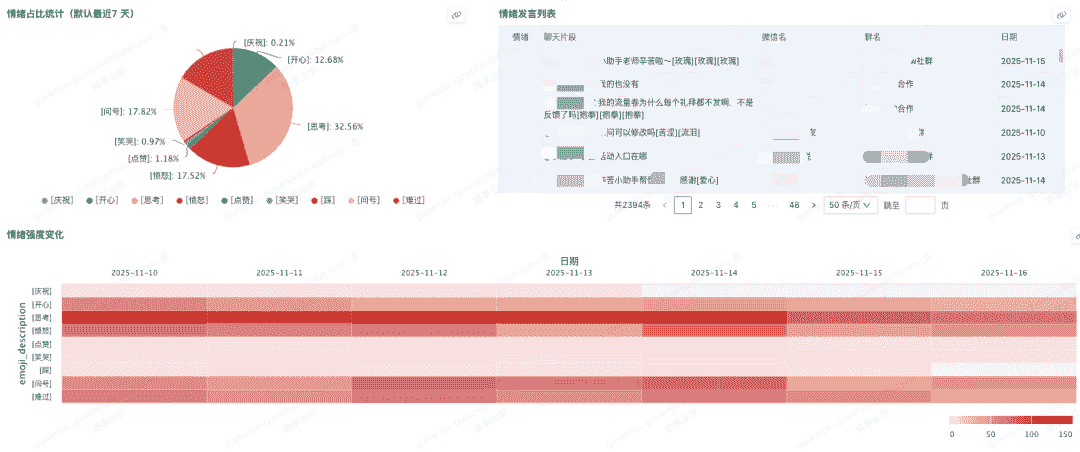 情绪占比统计（默认最近7 天）
[庆祝]: 0.21%
[开心]: 12.68%
[思考]: 32.56%
[问号]: 17.82%
[笑哭]: 0.97%
[点赞]: 1.18%
[愤怒]: 17.52%
[庆祝] [开心] [思考] [愤怒] [点赞] [笑哭] [踩] [问号] [难过]
情绪发言列表
情绪 聊天片段 微信名 群名 日期
助手老师辛苦啦～[玫瑰][玫瑰][玫瑰] 社群 2025-11-15
我的也没有 合作 2025-11-14
我的流量卷为什么每个礼拜都不发啊，不是
反馈了吗[抱拳][抱拳][抱拳] 合作 2025-11-14
问可以修改吗[苦涩][流泪] 2025-11-10
活动入口在哪 群 2025-11-13
辛苦小助手帮 感谢[爱心] 社群 2025-11-14
共2394条 < 1 2 3 4 5 ··· 48 > 50 条/页 跳至 页
情绪强度变化
日期
2025-11-10 2025-11-11 2025-11-12 2025-11-13 2025-11-14 2025-11-15 2025-11-16
emoji_description
[庆祝]
[开心]
[思考]
[愤怒]
[点赞]
[笑哭]
[踩]
[问号]
[难过]
0 50 100 150